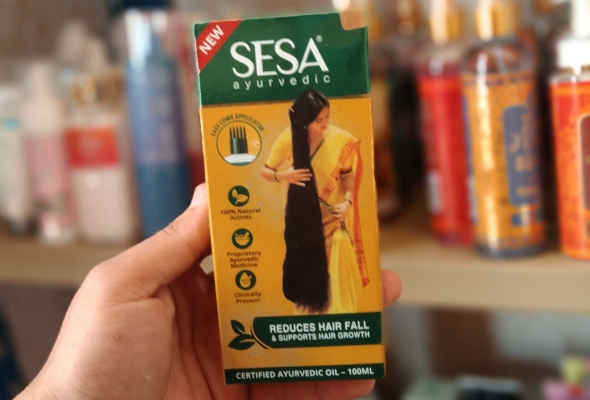 NEW
SESA®
ayurvedic
EASY COMB APPLICATOR
100% Natural
Actives
Proprietary
Ayurvedic
Medicine
Clinically
Proven*
REDUCES HAIR FALL
& SUPPORTS HAIR GROWTH
CERTIFIED AYURVEDIC OIL – 100ML